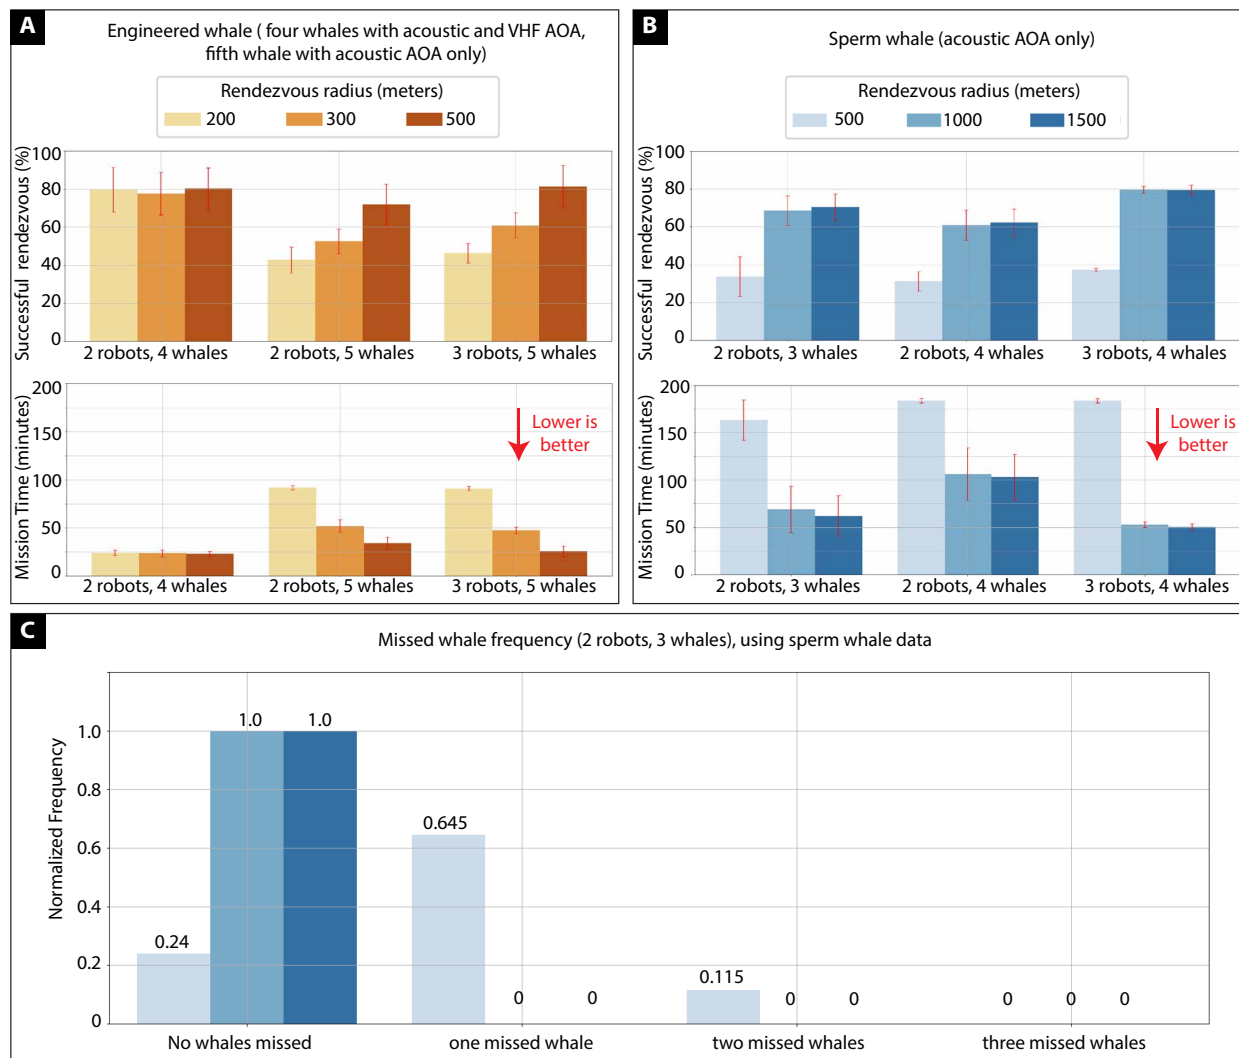 A
Engineered whale ( four whales with acoustic and VHF AOA,
fifth whale with acoustic AOA only)
Rendezvous radius (meters)
200 300 500
Successful rendezvous (%)
100
80
60
40
20
0
2 robots, 4 whales 2 robots, 5 whales 3 robots, 5 whales
Mission Time (minutes)
200
150
100
50
0
Lower is
better
2 robots, 4 whales 2 robots, 5 whales 3 robots, 5 whales
B
Sperm whale (acoustic AOA only)
Rendezvous radius (meters)
500 1000 1500
Successful rendezvous (%)
100
80
60
40
20
0
2 robots, 3 whales 2 robots, 4 whales 3 robots, 4 whales
Mission Time (minutes)
200
150
100
50
0
Lower is
better
2 robots, 3 whales 2 robots, 4 whales 3 robots, 4 whales
C
Missed whale frequency (2 robots, 3 whales), using sperm whale data
Normalized Frequency
1.0
0.8
0.6
0.4
0.2
0
0.24 1.0 1.0
0.645 0 0
0.115 0 0
0 0 0
No whales missed one missed whale two missed whales three missed whales